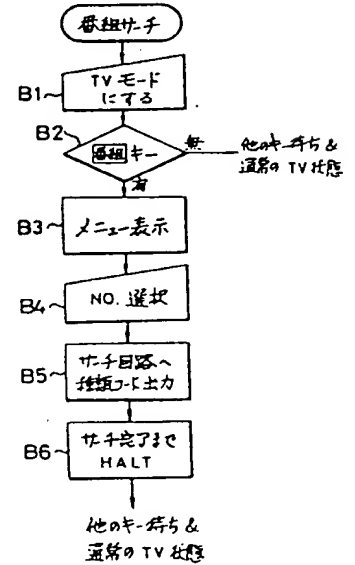 番組サーチ
B1
TVモード
にする
B2
番組 キー
無
他のキー待ち&
通常のTV状態
有
B3
メニュー表示
B4
NO. 選択
B5
サーチ回路へ
種類コード出力
B6
サーチ完了まで
HALT
他のキー待ち&
通常のTV状態